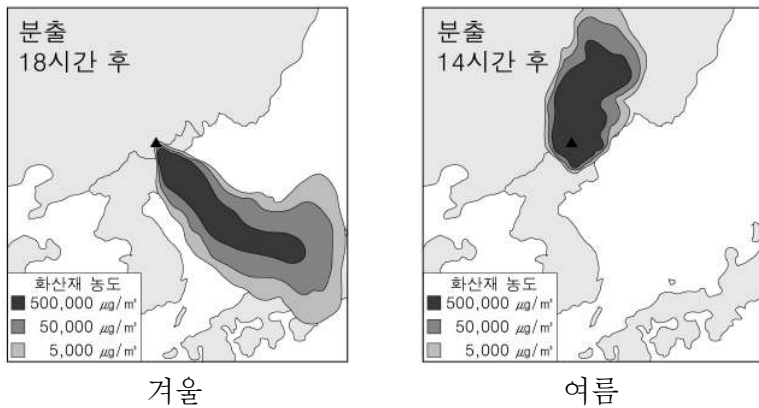 분출
18시간 후
화산재 농도
500,000 ㎍/㎥
50,000 ㎍/㎥
5,000 ㎍/㎥
겨울
분출
14시간 후
화산재 농도
500,000 ㎍/㎥
50,000 ㎍/㎥
5,000 ㎍/㎥
여름